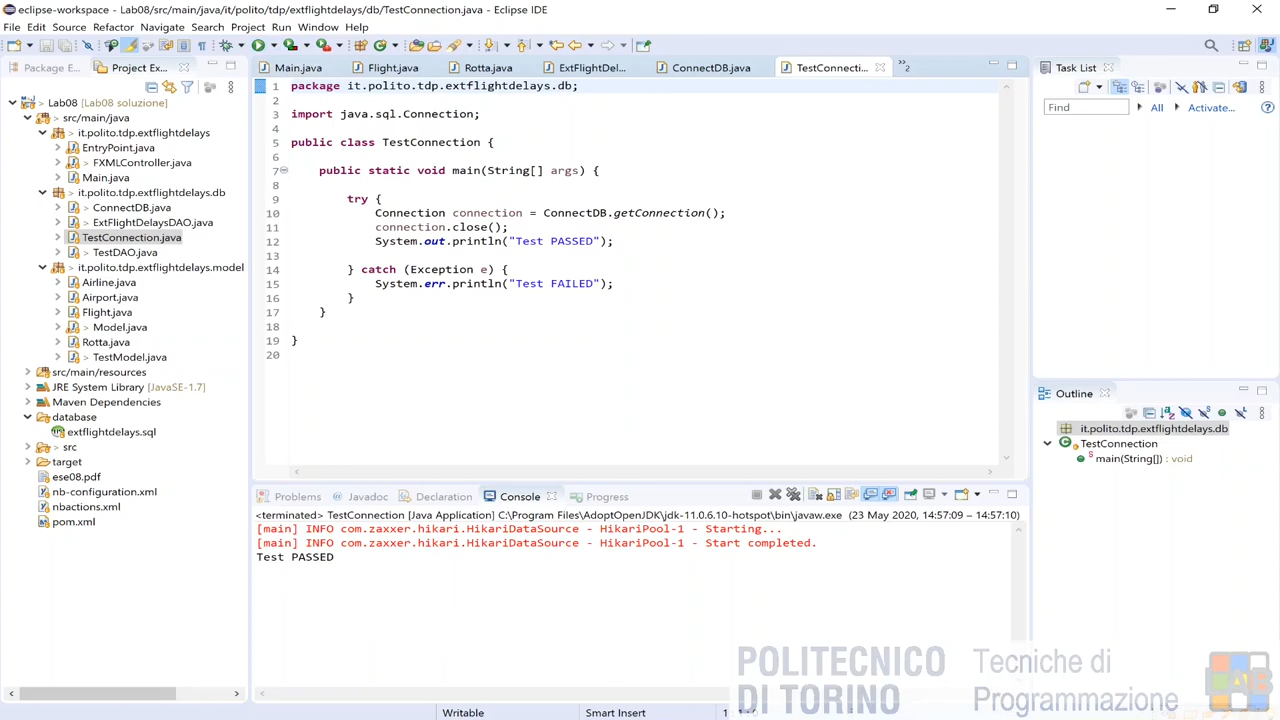 eclipse-workspace - Lab08/src/main/java/it/polito/tdp/extflightdelays/db/TestConnection.java - Eclipse IDE
File Edit Source Refactor Navigate Search Project Run Window Help
Package E...
Project Ex...
Lab08 [Lab08 soluzione]
src/main/java
it.polito.tdp.extflightdelays
EntryPoint.java
> FXMLController.java
Main.java
it.polito.tdp.extflightdelays.db
> ConnectDB.java
> ExtFlightDelaysDAO.java
TestConnection.java
> TestDAO.java
it.polito.tdp.extflightdelays.model
Airline.java
Airport.java
Flight.java
> Model.java
Rotta.java
> TestModel.java
src/main/resources
JRE System Library [JavaSE-1.7]
Maven Dependencies
database
extflightdelays.sql
> src
target
ese08.pdf
nb-configuration.xml
nbactions.xml
pom.xml
Main.java
Flight.java
Rotta.java
ExtFlightDel...
ConnectDB.java
TestConnecti...
»2
1 package it.polito.tdp.extflightdelays.db;
2
3 import java.sql.Connection;
4
5 public class TestConnection {
6
7 public static void main(String[] args) {
8
9 try {
10 Connection connection = ConnectDB.getConnection();
11 connection.close();
12 System.out.println("Test PASSED");
13
14 } catch (Exception e) {
15 System.err.println("Test FAILED");
16 }
17 }
18
19 }
20
Problems
Javadoc
Declaration
Console
Progress
<terminated> TestConnection [Java Application] C:\Program Files\AdoptOpenJDK\jdk-11.0.6.10-hotspot\bin\javaw.exe (23 May 2020, 14:57:09 – 14:57:10)
[main] INFO com.zaxxer.hikari.HikariDataSource - HikariPool-1 - Starting...
[main] INFO com.zaxxer.hikari.HikariDataSource - HikariPool-1 - Start completed.
Test PASSED
Task List
Find
All
Activate...
Outline
it.polito.tdp.extflightdelays.db
TestConnection
main(String[]) : void
Writable
Smart Insert
POLITECNICO
DI TORINO
Tecniche di
Programmazione